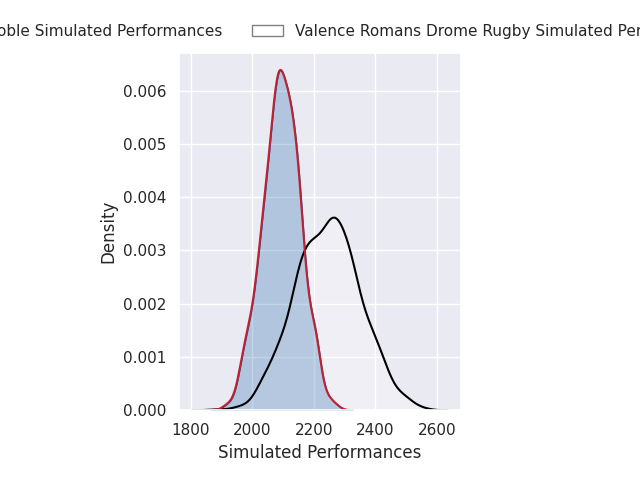 oble Simulated Performances Valence Romans Drome Rugby Simulated Per
0.006
0.005
0.004
0.003
0.002
0.001
0.000
Density
1800 2000 2200 2400 2600
Simulated Performances